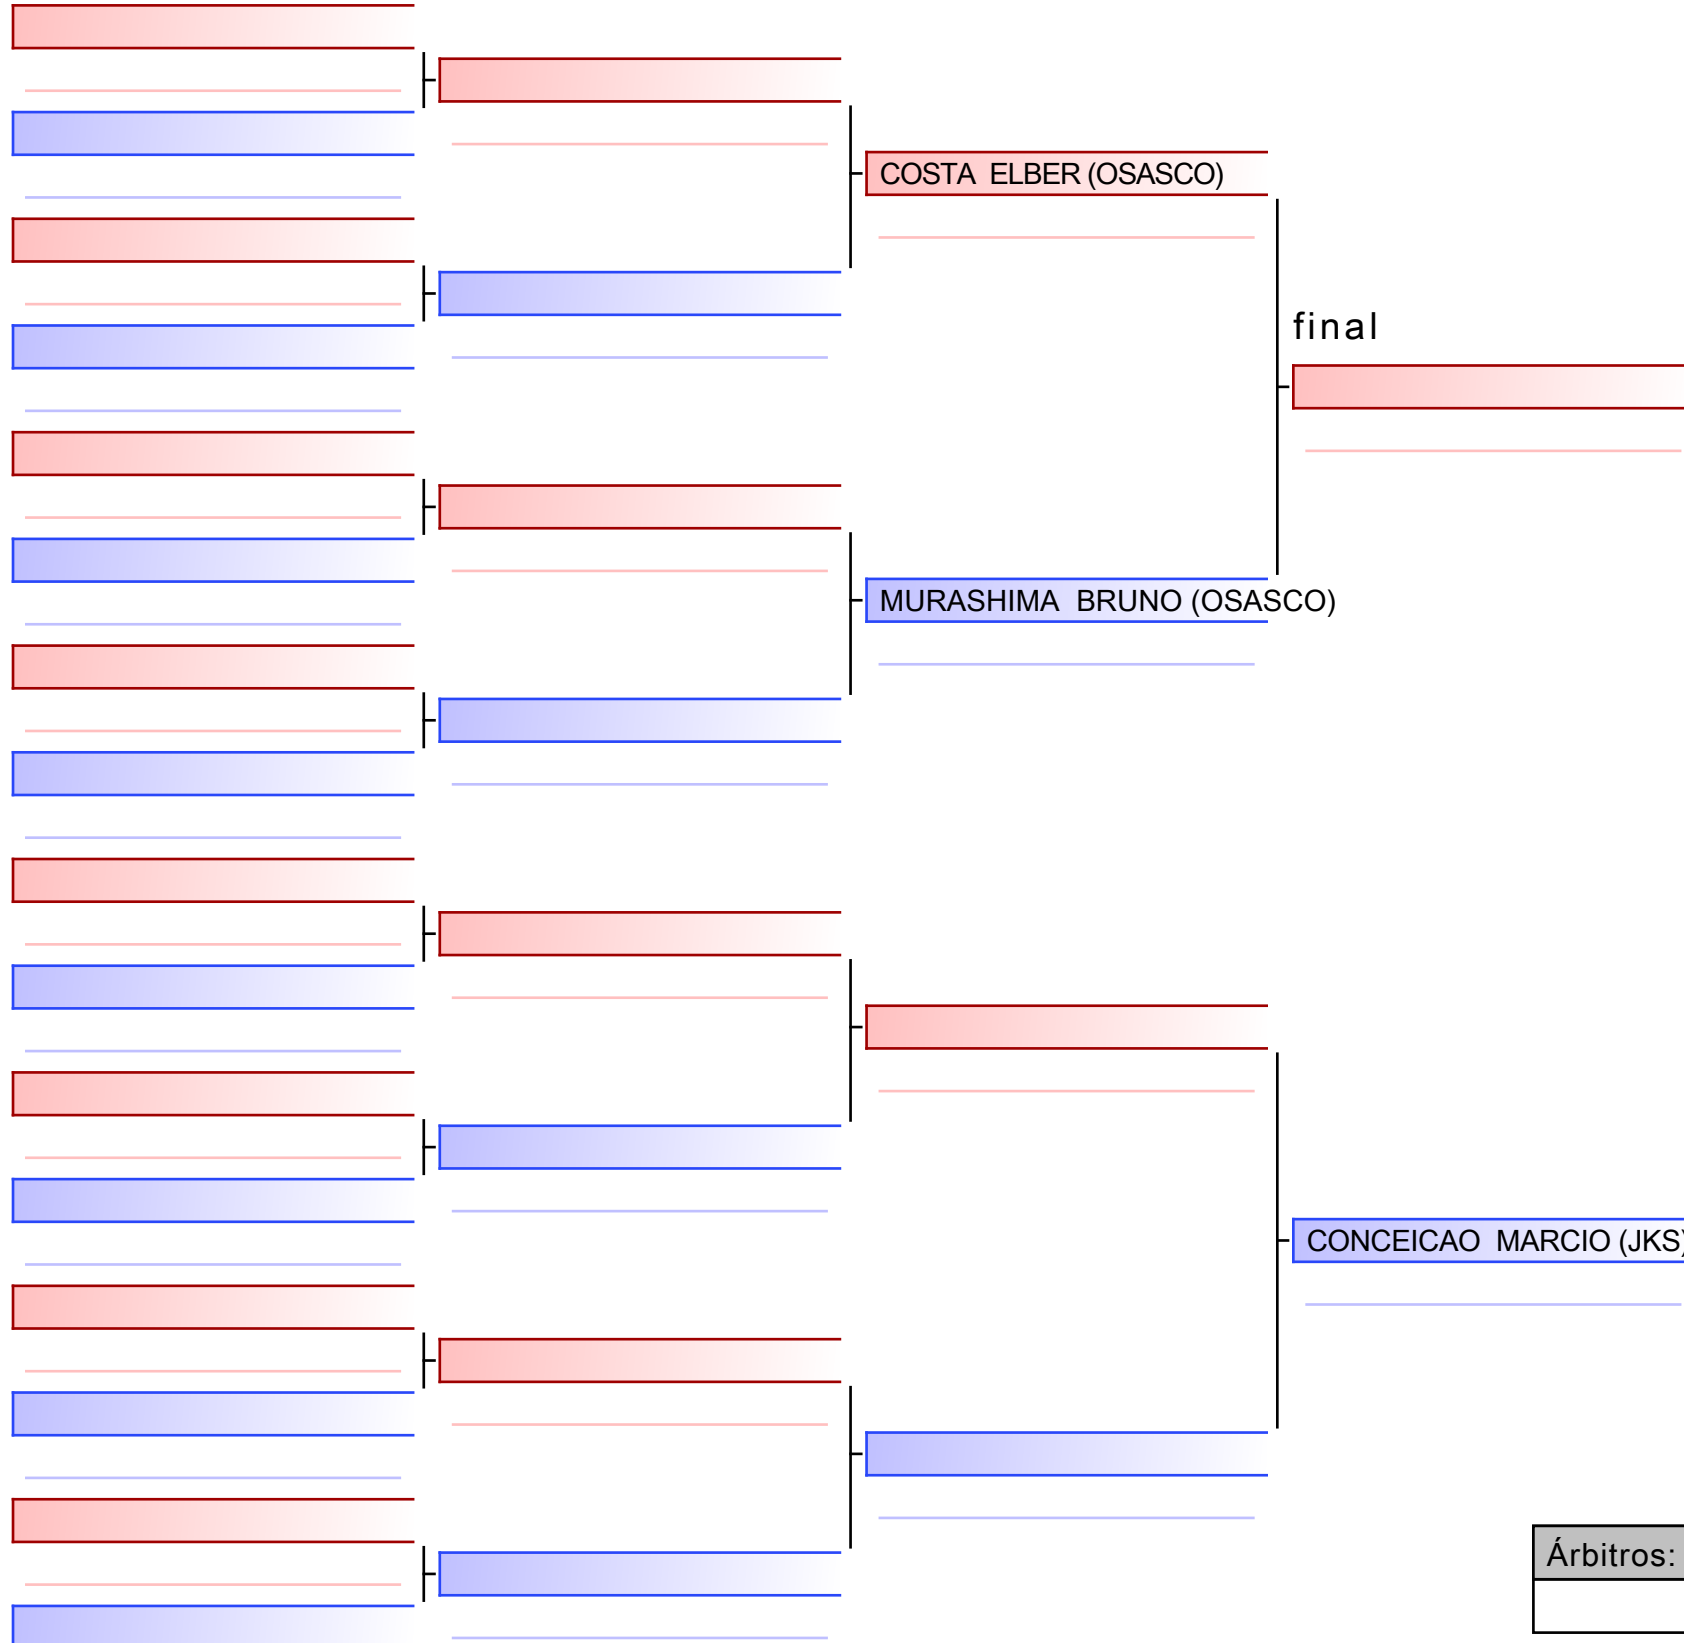 COSTA ELBER (OSASCO)
final
MURASHIMA BRUNO (OSASCO)
CONCEICAO MARCIO (JKS)
Árbitros: